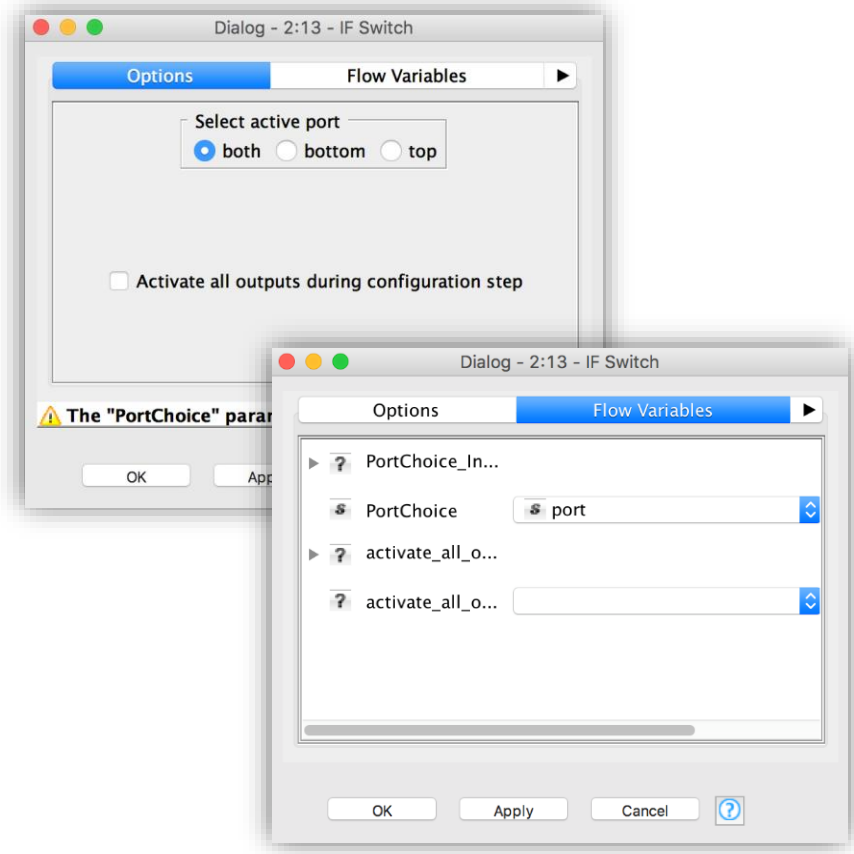 Dialog - 2:13 - IF Switch
Options Flow Variables
Select active port
both bottom top
Activate all outputs during configuration step
The "PortChoice"
OK
Dialog - 2:13 - IF Switch
Options Flow Variables
? PortChoice_In...
S PortChoice S port
? activate_all_o...
? activate_all_o...
OK Apply Cancel ?